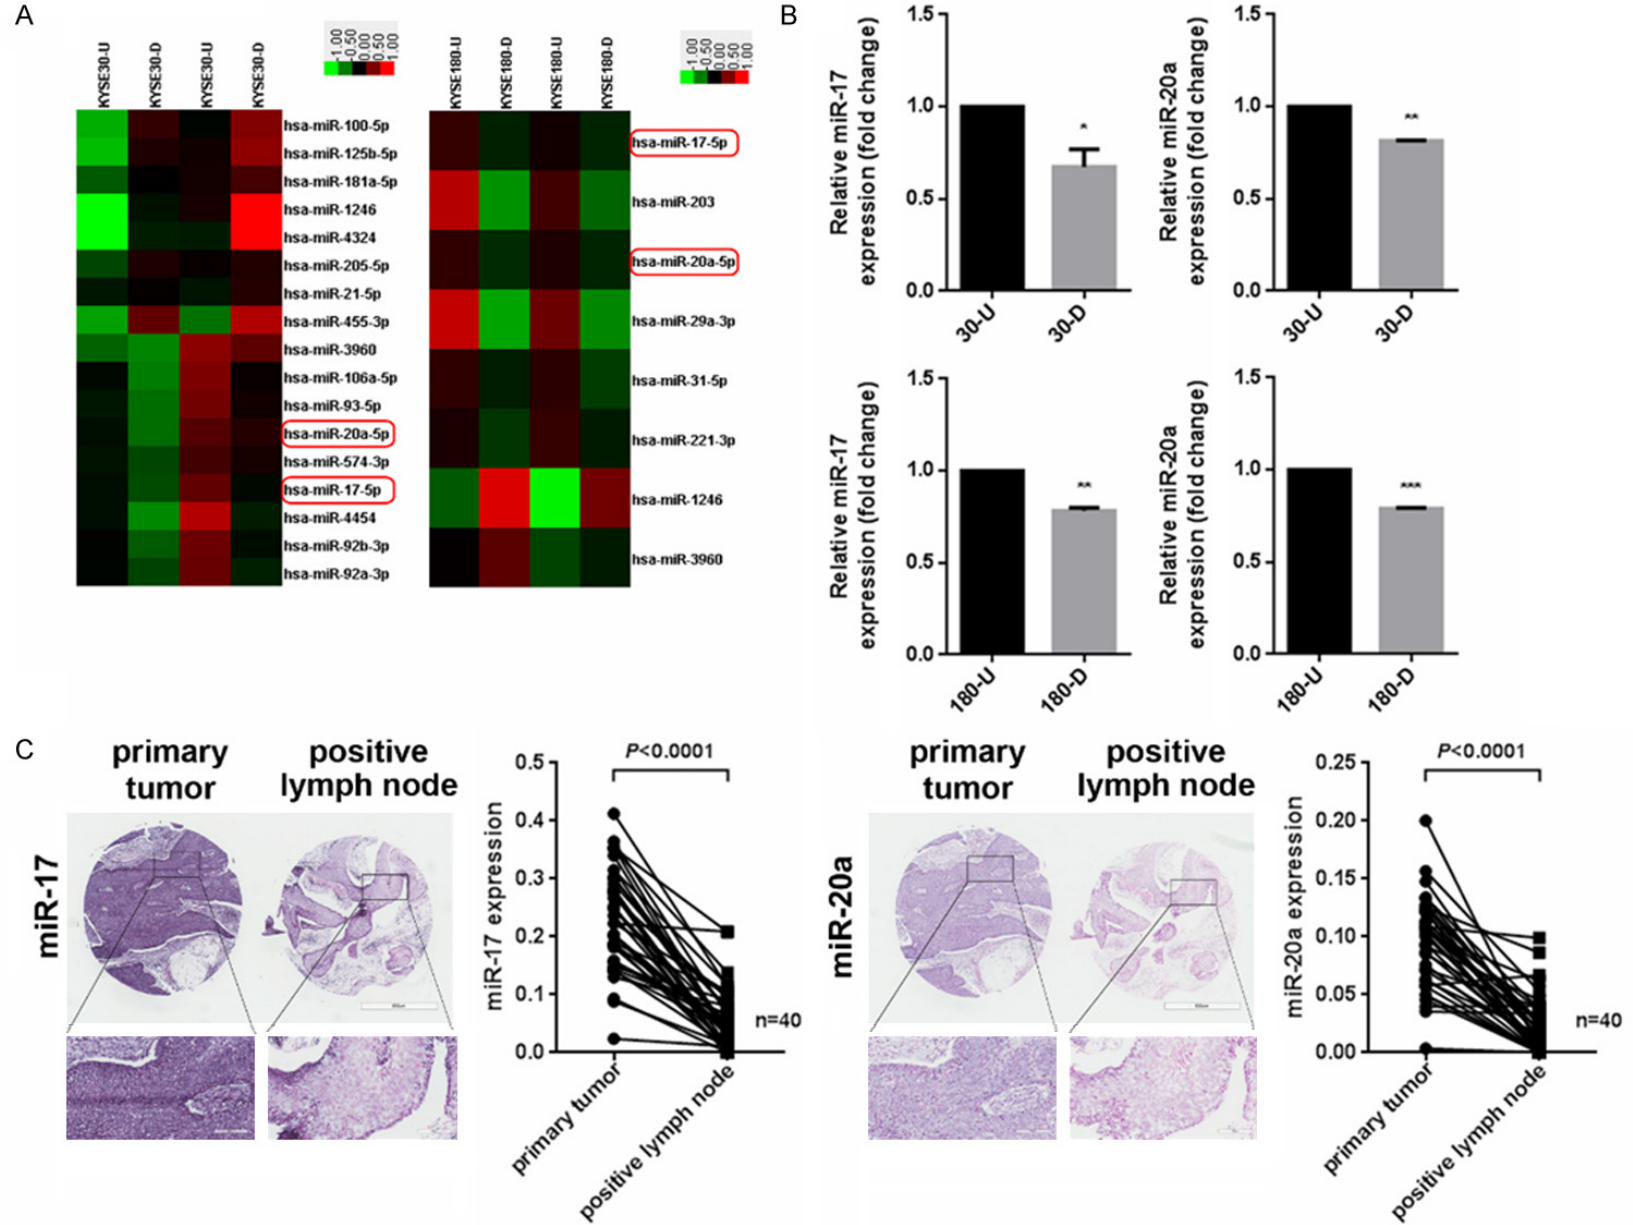 A
KYSE30-U
KYSE30-D
KYSE30-U
KYSE30-D
-1.00
-0.50
0.00
0.50
1.00
hsa-miR-100-5p
hsa-miR-125b-5p
hsa-miR-181a-5p
hsa-miR-1246
hsa-miR-4324
hsa-miR-205-5p
hsa-miR-21-5p
hsa-miR-455-3p
hsa-miR-3960
hsa-miR-106a-5p
hsa-miR-93-5p
hsa-miR-20a-5p
hsa-miR-574-3p
hsa-miR-17-5p
hsa-miR-4454
hsa-miR-92b-3p
hsa-miR-92a-3p
KYSE180-U
KYSE180-D
KYSE180-U
KYSE180-D
-1.00
-0.50
0.00
0.50
1.00
hsa-miR-17-5p
hsa-miR-203
hsa-miR-20a-5p
hsa-miR-29a-3p
hsa-miR-31-5p
hsa-miR-221-3p
hsa-miR-1246
hsa-miR-3960
B
Relative miR-17
expression (fold change)
1.5
1.0
0.5
0.0
*
30-U
30-D
Relative miR-20a
expression (fold change)
1.5
1.0
0.5
0.0
**
30-U
30-D
Relative miR-17
expression (fold change)
1.5
1.0
0.5
0.0
**
180-U
180-D
Relative miR-20a
expression (fold change)
1.5
1.0
0.5
0.0
***
180-U
180-D
C
primary
tumor
positive
lymph node
miR-17
miR-17 expression
0.5
0.4
0.3
0.2
0.1
0.0
P<0.0001
n=40
primary tumor
positive lymph node
primary
tumor
positive
lymph node
miR-20a
miR-20a expression
0.25
0.20
0.15
0.10
0.05
0.00
P<0.0001
n=40
primary tumor
positive lymph node